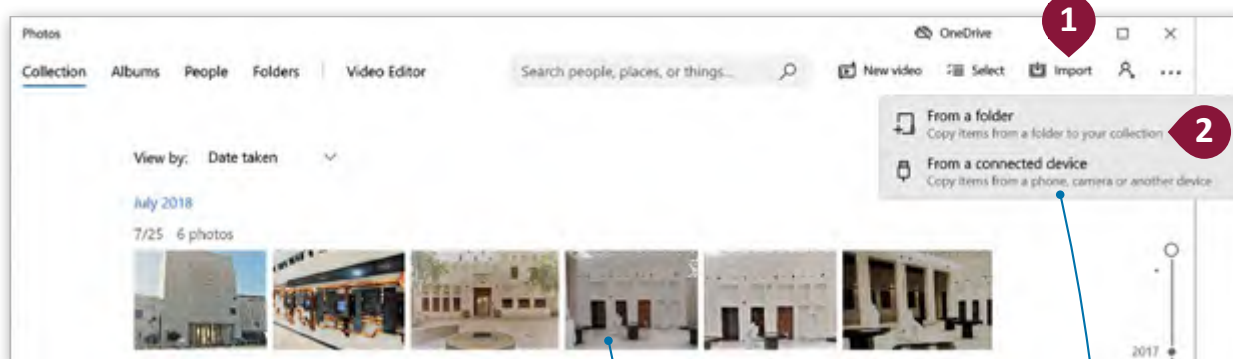 1
Photos OneDrive
Collection Albums People Folders Video Editor Search people, places, or things... New video Select Import
From a folder
Copy items from a folder to your collection 2
From a connected device
Copy items from a phone, camera or another device
View by: Date taken
July 2018
7/25 6 photos
2017